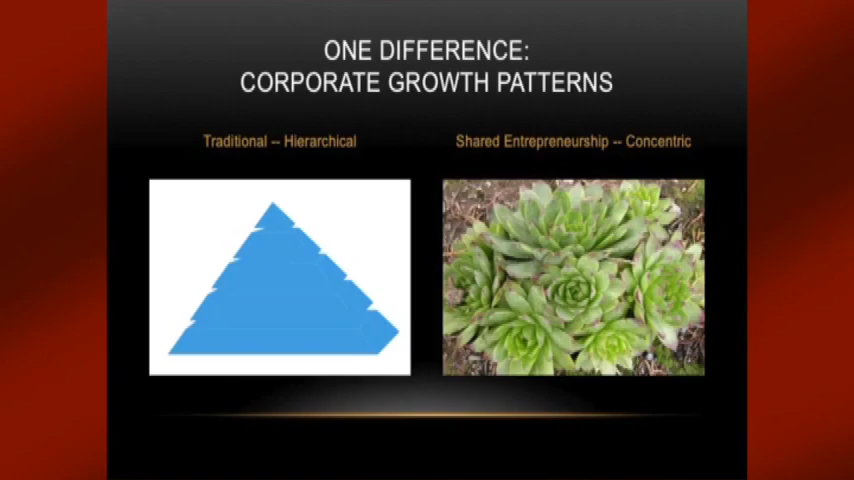 ONE DIFFERENCE:
CORPORATE GROWTH PATTERNS
Traditional -- Hierarchical
Shared Entrepreneurship -- Concentric